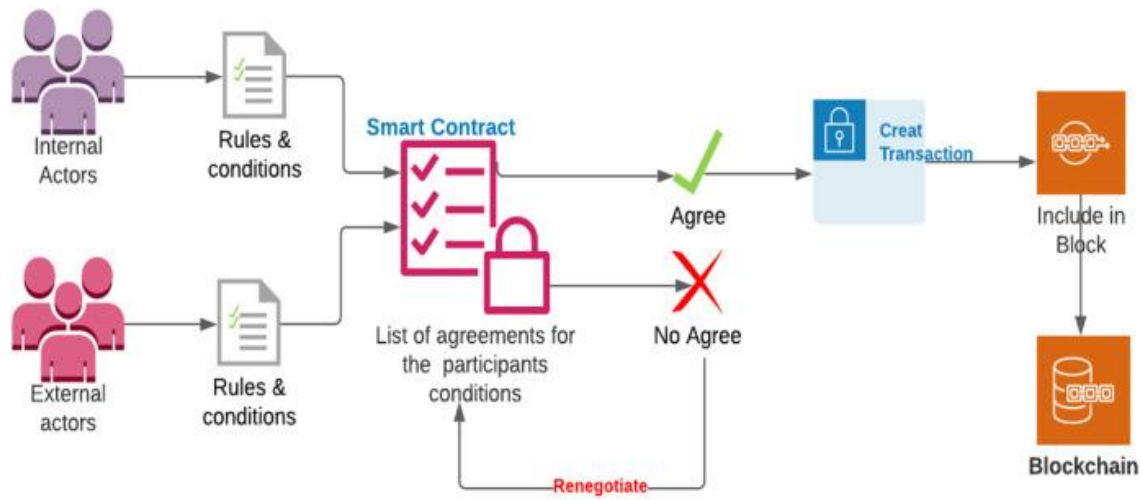 Internal
Actors
Rules &
conditions
External
actors
Rules &
conditions
Smart Contract
List of agreements for
the participants
conditions
Agree
No Agree
Renegotiate
Creat
Transaction
Include in
Block
Blockchain